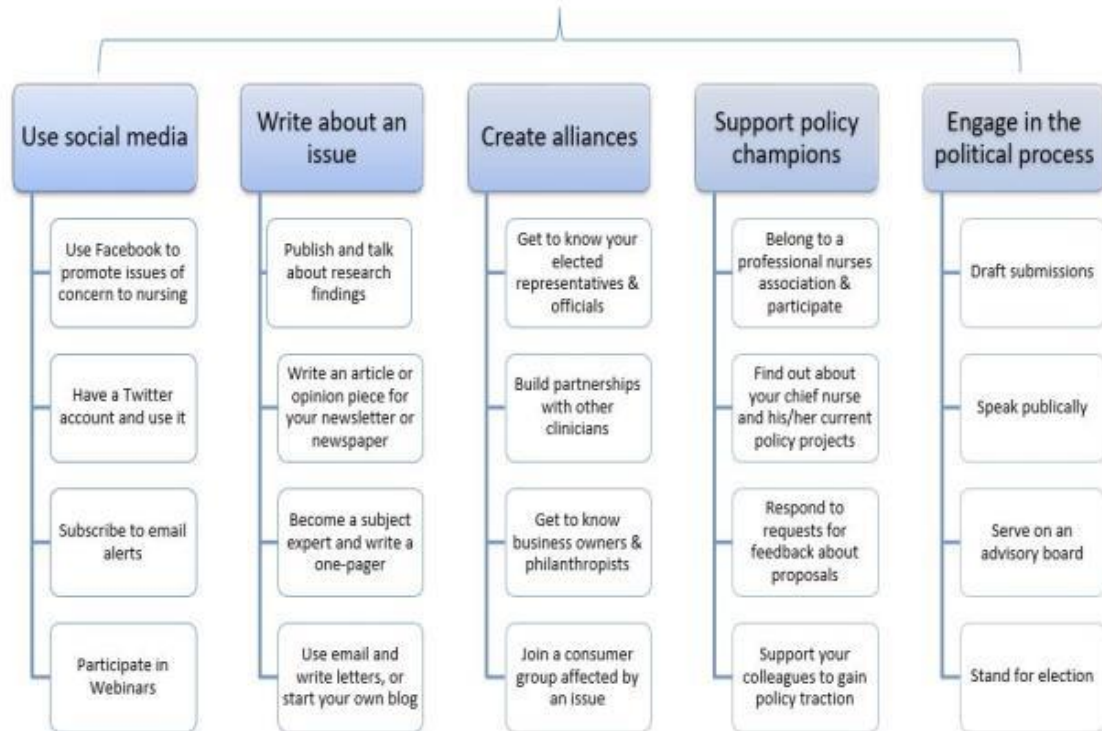 Use social media
Use Facebook to
promote issues of
concern to nursing
Have a Twitter
account and use it
Subscribe to email
alerts
Participate in
Webinars
Write about an
issue
Publish and talk
about research
findings
Write an article or
opinion piece for
your newsletter or
newspaper
Become a subject
expert and write a
one-pager
Use email and
write letters, or
start your own blog
Create alliances
Get to know your
elected
representatives &
officials
Build partnerships
with other
clinicians
Get to know
business owners &
philanthropists
Join a consumer
group affected by
an issue
Support policy
champions
Belong to a
professional nurses
association &
participate
Find out about
your chief nurse
and his/her current
policy projects
Respond to
requests for
feedback about
proposals
Support your
colleagues to gain
policy traction
Engage in the
political process
Draft submissions
Speak publically
Serve on an
advisory board
Stand for election